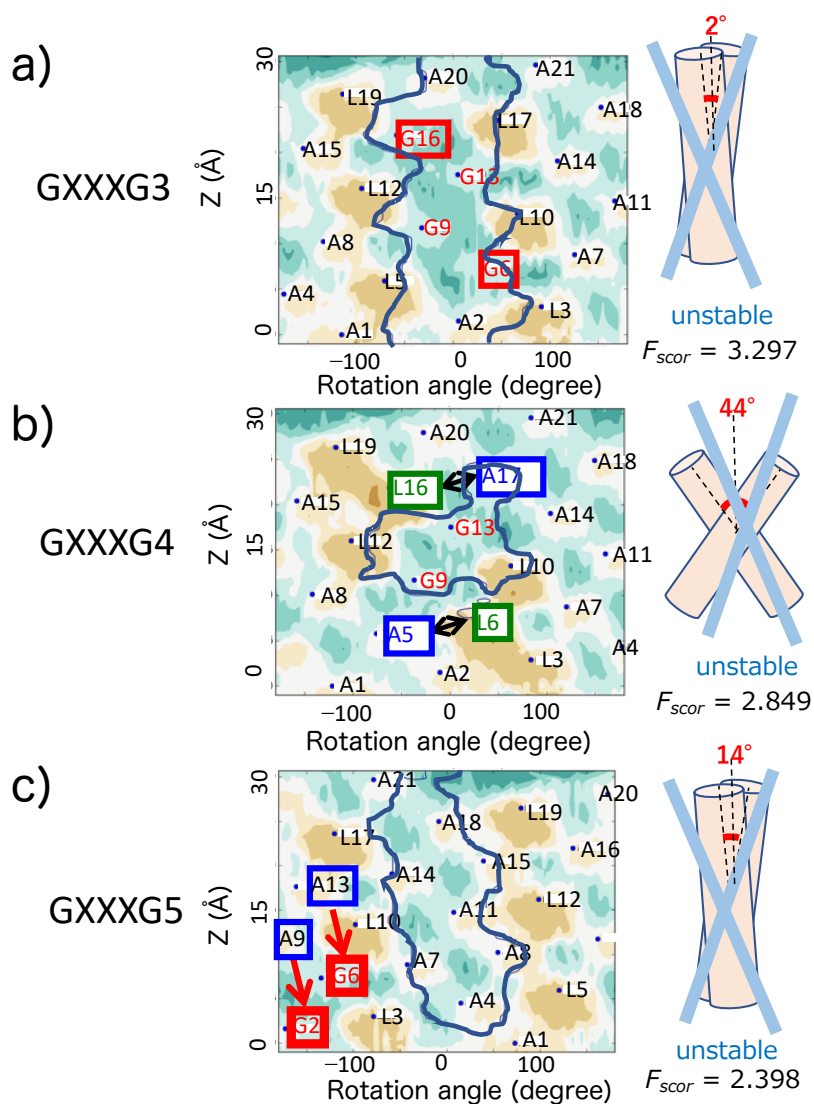 a)
GXXXG3
Z (Å)
30
15
0
A20
A21
L19
L17
A18
G16
A15
A14
G13
L12
A11
L10
G9
A8
A7
G6
L5
A4
L3
A2
A1
−100
0
100
Rotation angle (degree)
2°
unstable
Fscor = 3.297
b)
GXXXG4
Z (Å)
30
15
0
A21
A20
L19
A18
L16
A17
A15
A14
G13
L12
A11
L10
G9
A8
A7
L6
A5
A4
L3
A2
A1
−100
0
100
Rotation angle (degree)
44°
unstable
Fscor = 2.849
c)
GXXXG5
Z (Å)
30
15
0
A21
A20
L19
A18
L17
A16
A15
A14
A13
L12
A11
L10
A9
A8
A7
G6
L5
A4
L3
G2
A1
−100
0
100
Rotation angle (degree)
14°
unstable
Fscor = 2.398